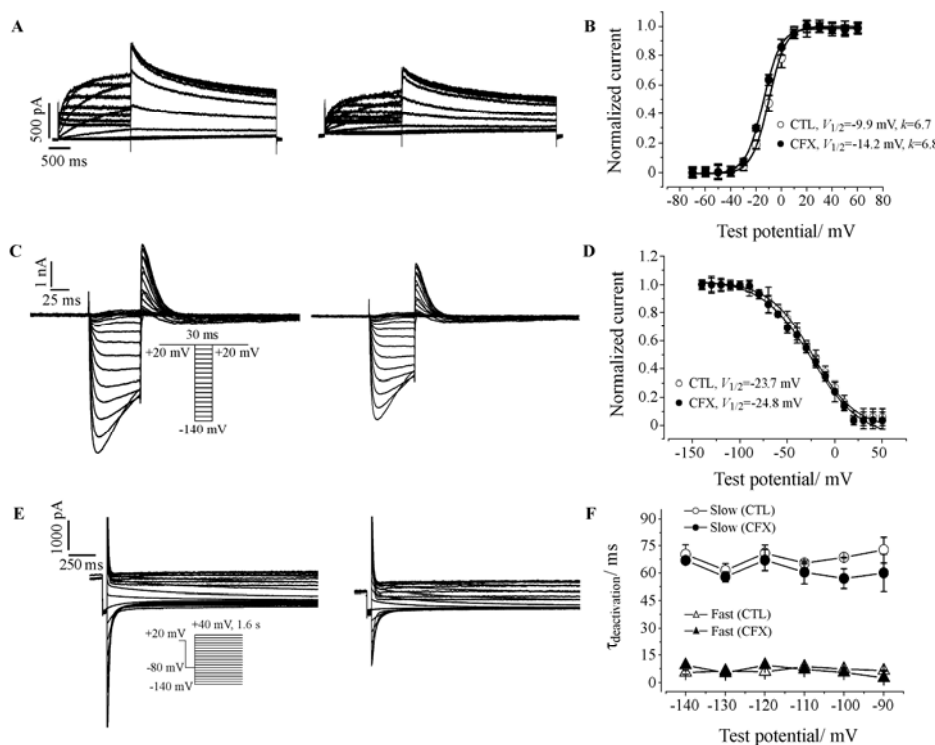 A
500 pA
500 ms
B
Normalized current
1.0
0.8
0.6
0.4
0.2
0
CTL, V1/2=-9.9 mV, k=6.7
CFX, V1/2=-14.2 mV, k=6.8
-80 -60 -40 -20 0 20 40 60 80
Test potential/ mV
C
1 nA
25 ms
30 ms
+20 mV
+20 mV
-140 mV
D
Normalized current
1.2
1.0
0.8
0.6
0.4
0.2
0
CTL, V1/2=-23.7 mV
CFX, V1/2=-24.8 mV
-150 -100 -50 0 50
Test potential/ mV
E
1000 pA
250 ms
+40 mV, 1.6 s
+20 mV
-80 mV
-140 mV
F
τdeactivation/ ms
90
75
60
45
30
15
0
Slow (CTL)
Slow (CFX)
Fast (CTL)
Fast (CFX)
-140 -130 -120 -110 -100 -90
Test potential/ mV